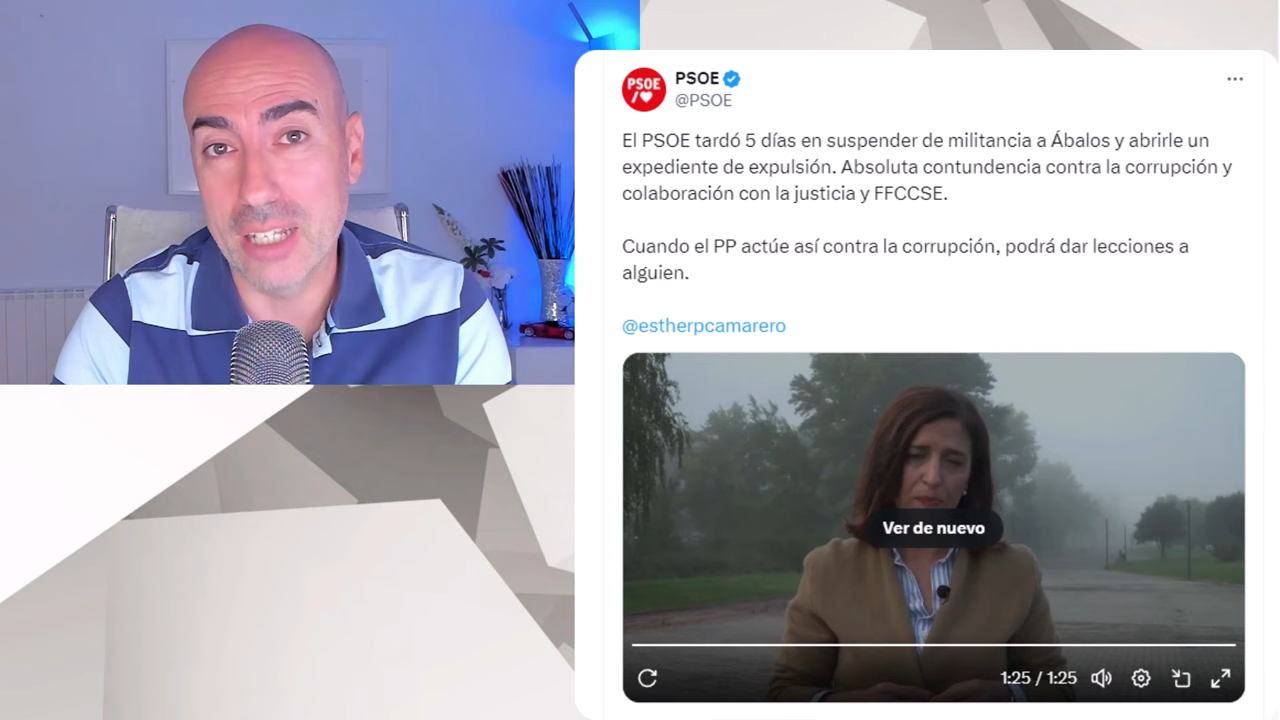 PSOE
PSOE
@PSOE
El PSOE tardó 5 días en suspender de militancia a Ábalos y abrirle un
expediente de expulsión. Absoluta contundencia contra la corrupción y
colaboración con la justicia y FFCCSE.
Cuando el PP actúe así contra la corrupción, podrá dar lecciones a
alguien.
@estherpcamarero
Ver de nuevo
1:25 / 1:25